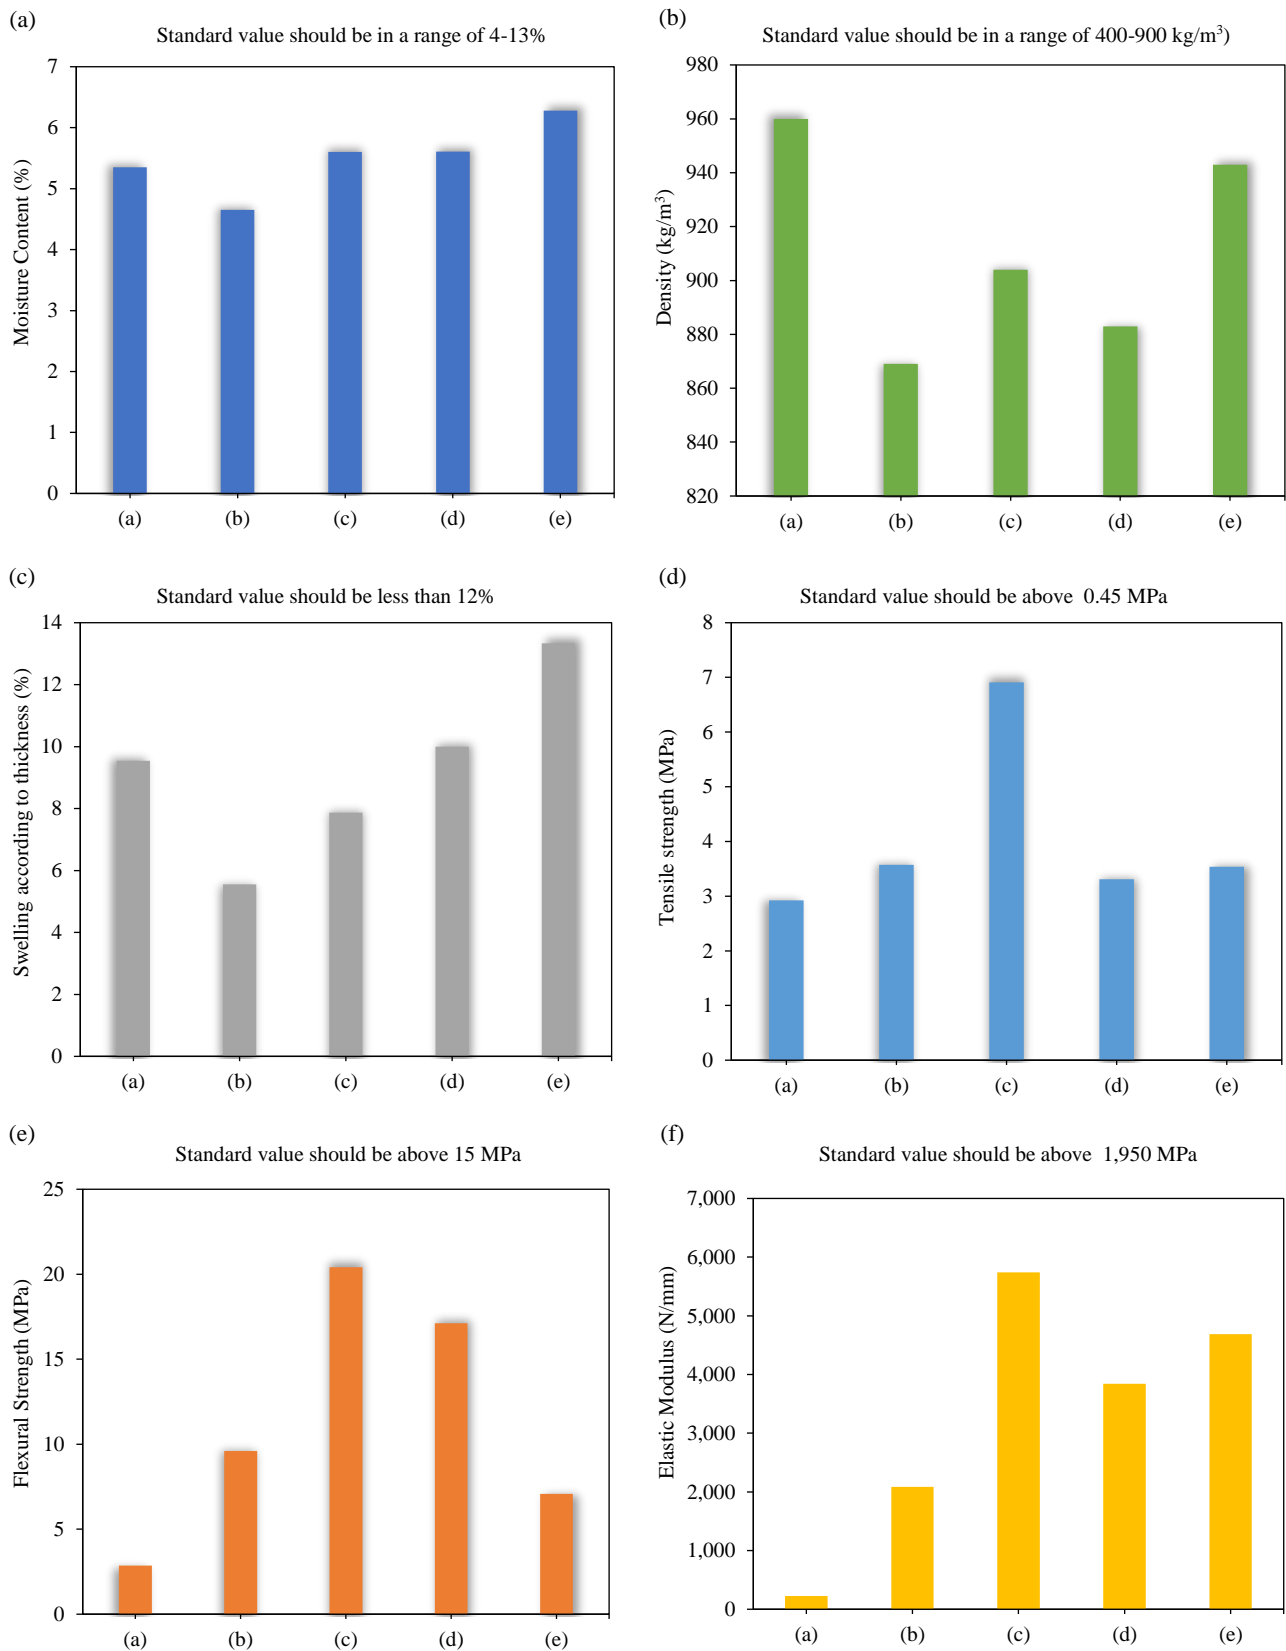 (a)
Standard value should be in a range of 4-13%
7
6
5
4
3
2
1
0
Moisture Content (%)
(a) (b) (c) (d) (e)
(b)
Standard value should be in a range of 400-900 kg/m³)
980
960
940
920
900
880
860
840
820
Density (kg/m³)
(a) (b) (c) (d) (e)
(c)
Standard value should be less than 12%
14
12
10
8
6
4
2
0
Swelling according to thickness (%)
(a) (b) (c) (d) (e)
(d)
Standard value should be above 0.45 MPa
8
7
6
5
4
3
2
1
0
Tensile strength (MPa)
(a) (b) (c) (d) (e)
(e)
Standard value should be above 15 MPa
25
20
15
10
5
0
Flexural Strength (MPa)
(a) (b) (c) (d) (e)
(f)
Standard value should be above 1,950 MPa
7,000
6,000
5,000
4,000
3,000
2,000
1,000
0
Elastic Modulus (N/mm)
(a) (b) (c) (d) (e)